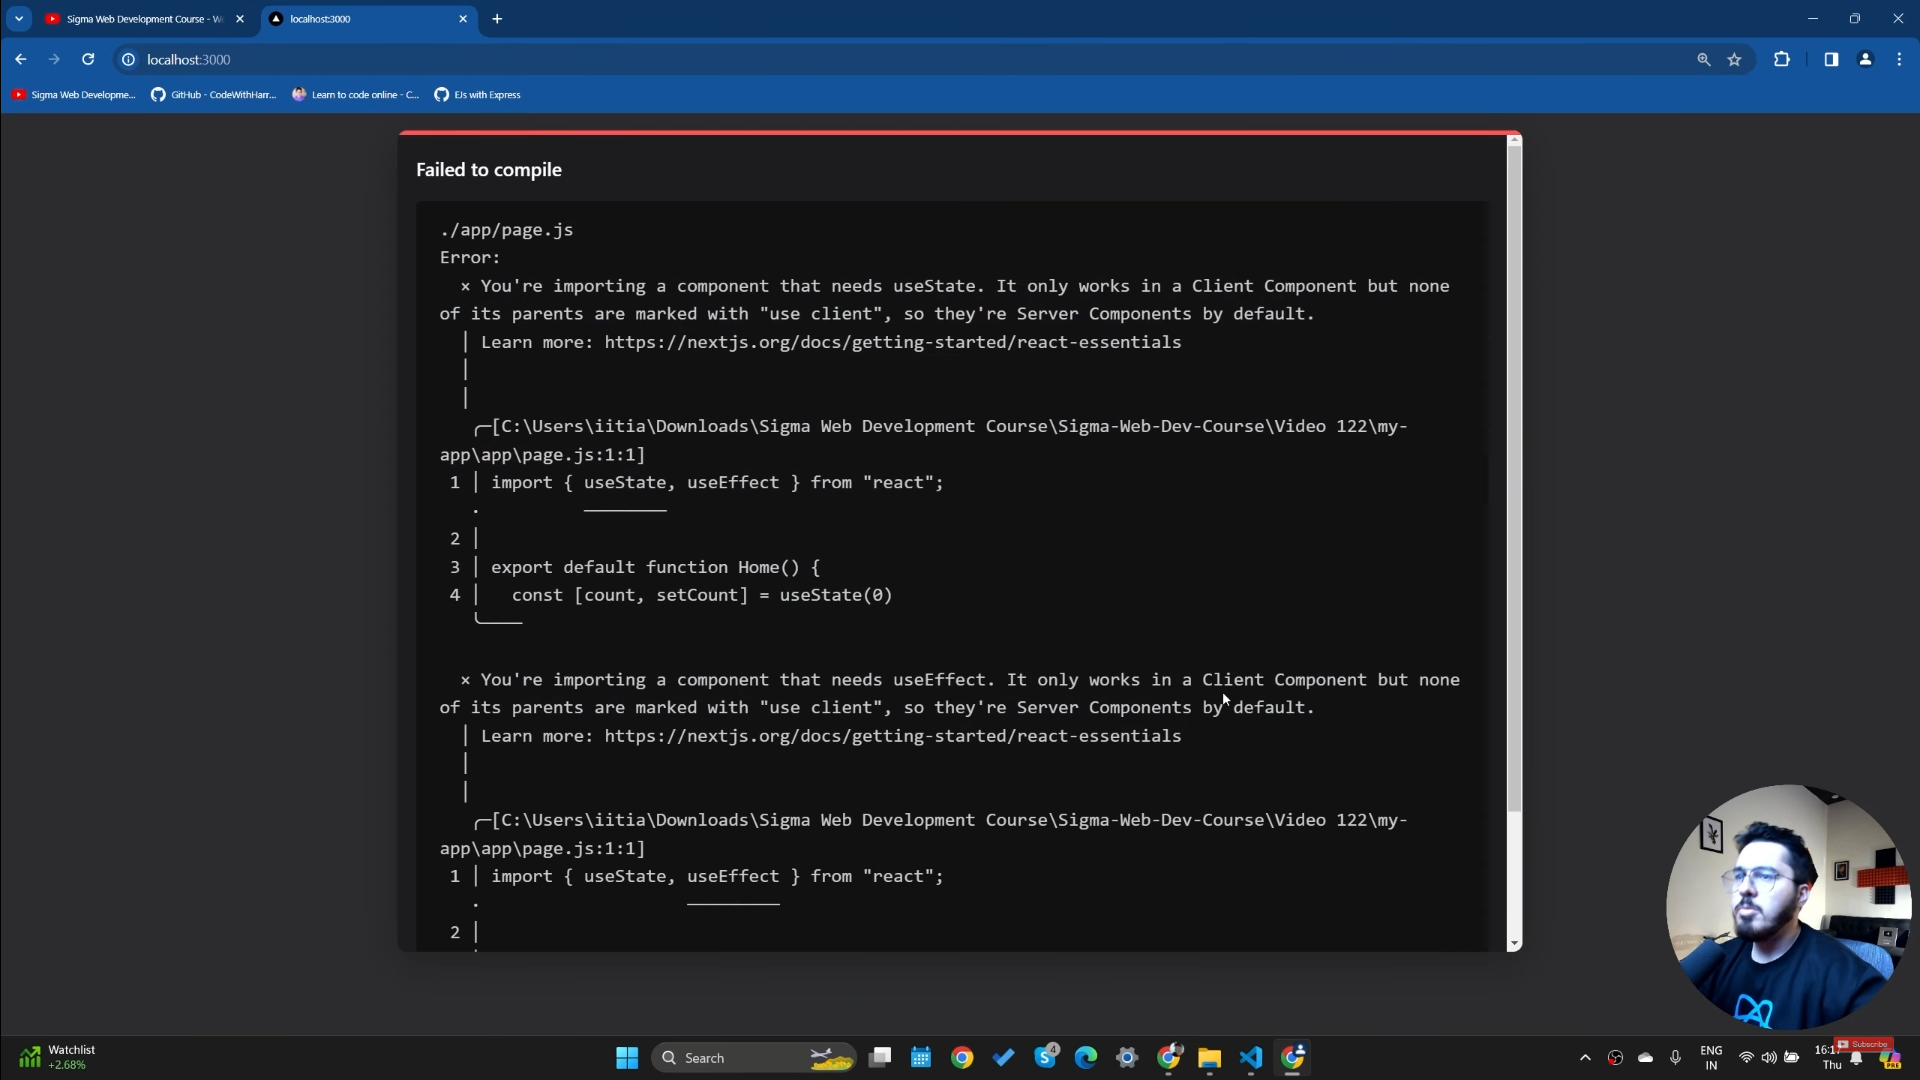 Sigma Web Development Course - W
localhost:3000
localhost:3000
Sigma Web Developme...
GitHub - CodeWithHarr...
Learn to code online - C...
EJs with Express
Failed to compile
./app/page.js
Error:
× You're importing a component that needs useState. It only works in a Client Component but none
of its parents are marked with "use client", so they're Server Components by default.
│ Learn more: https://nextjs.org/docs/getting-started/react-essentials
│
│
╭─[C:\Users\iitia\Downloads\Sigma Web Development Course\Sigma-Web-Dev-Course\Video 122\my-
app\app\page.js:1:1]
1 │ import { useState, useEffect } from "react";
· ────────
2 │
3 │ export default function Home() {
4 │ const [count, setCount] = useState(0)
╰────
× You're importing a component that needs useEffect. It only works in a Client Component but none
of its parents are marked with "use client", so they're Server Components by default.
│ Learn more: https://nextjs.org/docs/getting-started/react-essentials
│
│
╭─[C:\Users\iitia\Downloads\Sigma Web Development Course\Sigma-Web-Dev-Course\Video 122\my-
app\app\page.js:1:1]
1 │ import { useState, useEffect } from "react";
· ─────────
2 │
Subscribe
Watchlist
+2.68%
Search
4
ENG
IN
Thu
PRE